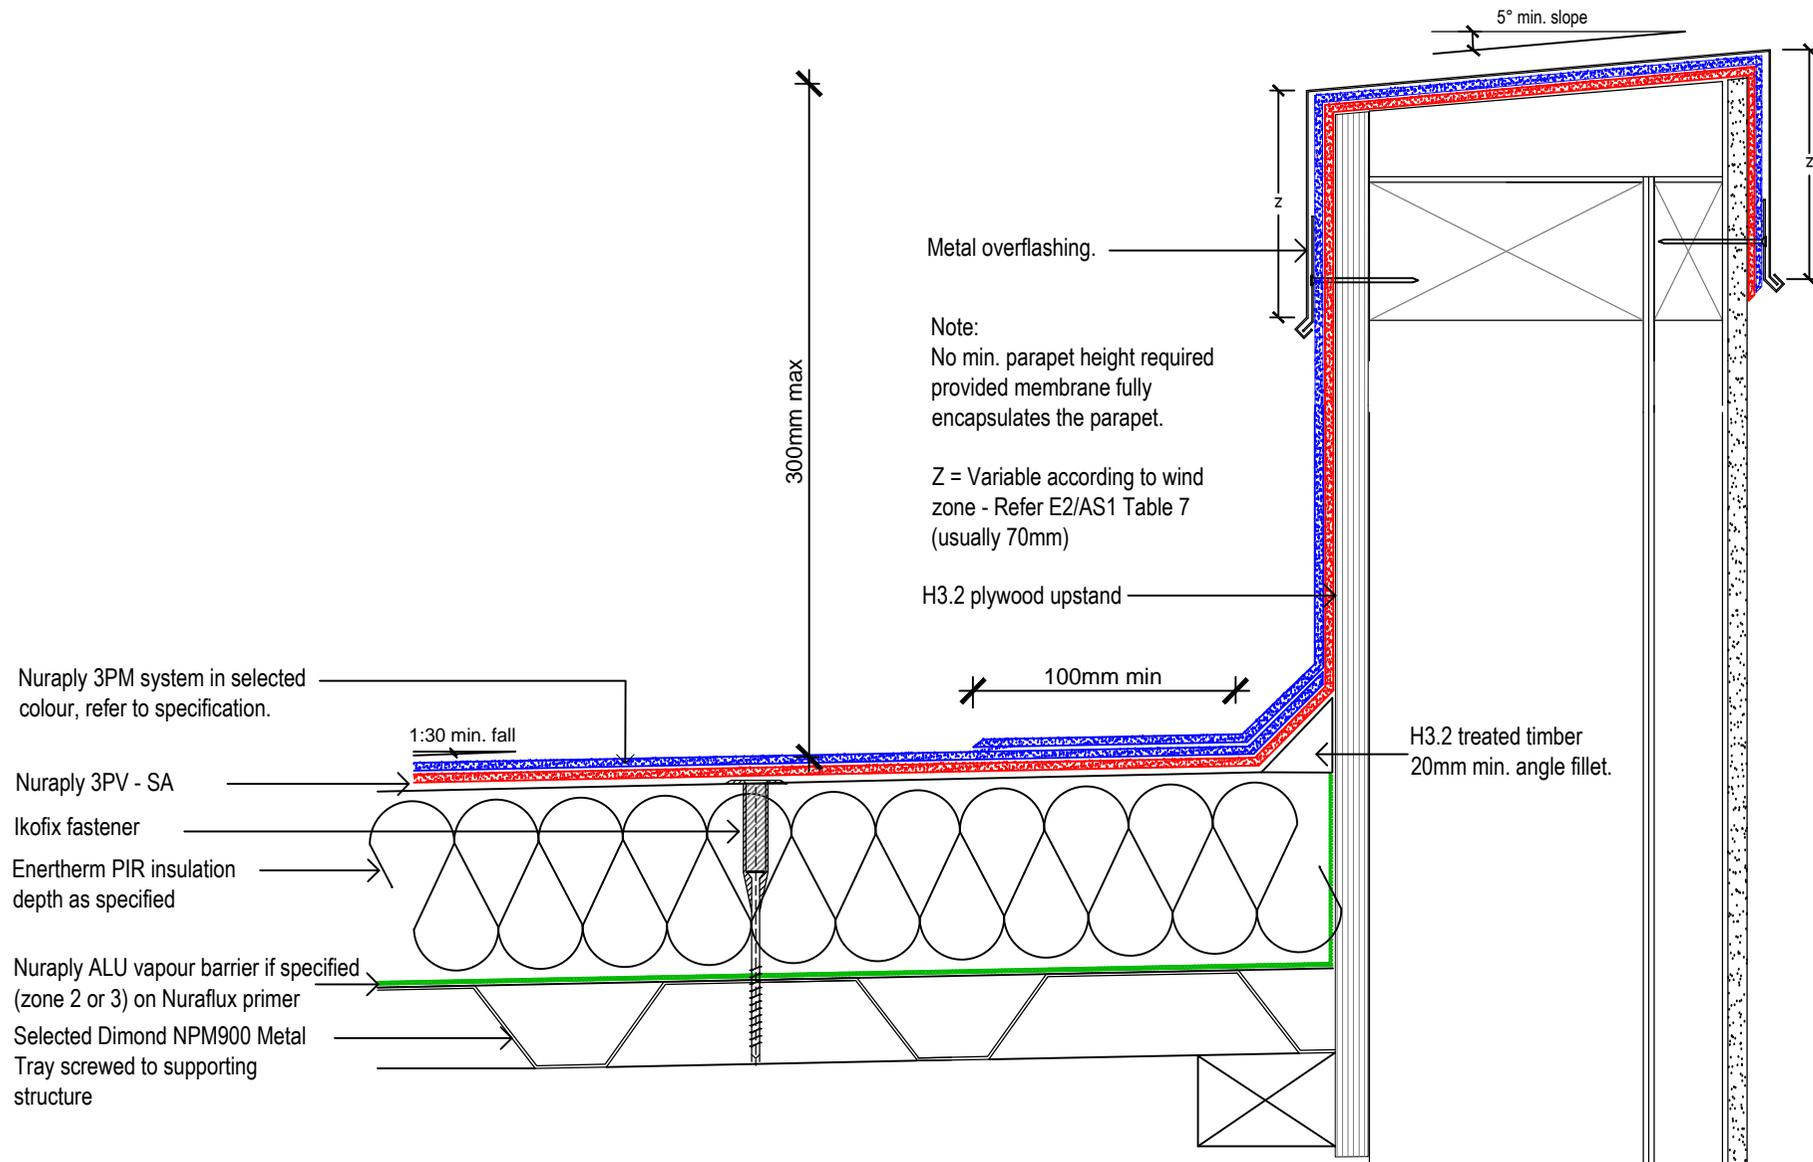 5° min. slope
z
z
Metal overflashing.
Note:
No min. parapet height required
provided membrane fully
encapsulates the parapet.
300mm max
Z = Variable according to wind
zone - Refer E2/AS1 Table 7
(usually 70mm)
H3.2 plywood upstand
Nuraply 3PM system in selected
colour, refer to specification.
100mm min
1:30 min. fall
H3.2 treated timber
20mm min. angle fillet.
Nuraply 3PV - SA
Ikofix fastener
Enertherm PIR insulation
depth as specified
Nuraply ALU vapour barrier if specified
(zone 2 or 3) on Nuraflux primer
Selected Dimond NPM900 Metal
Tray screwed to supporting
structure